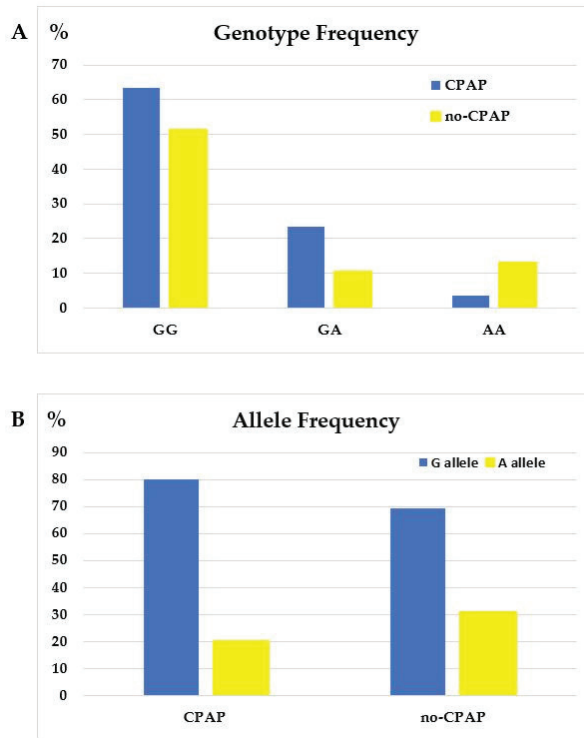 A
%
Genotype Frequency
70
60
50
40
30
20
10
0
CPAP
no-CPAP
GG
GA
AA
B
%
Allele Frequency
90
80
70
60
50
40
30
20
10
0
G allele
A allele
CPAP
no-CPAP